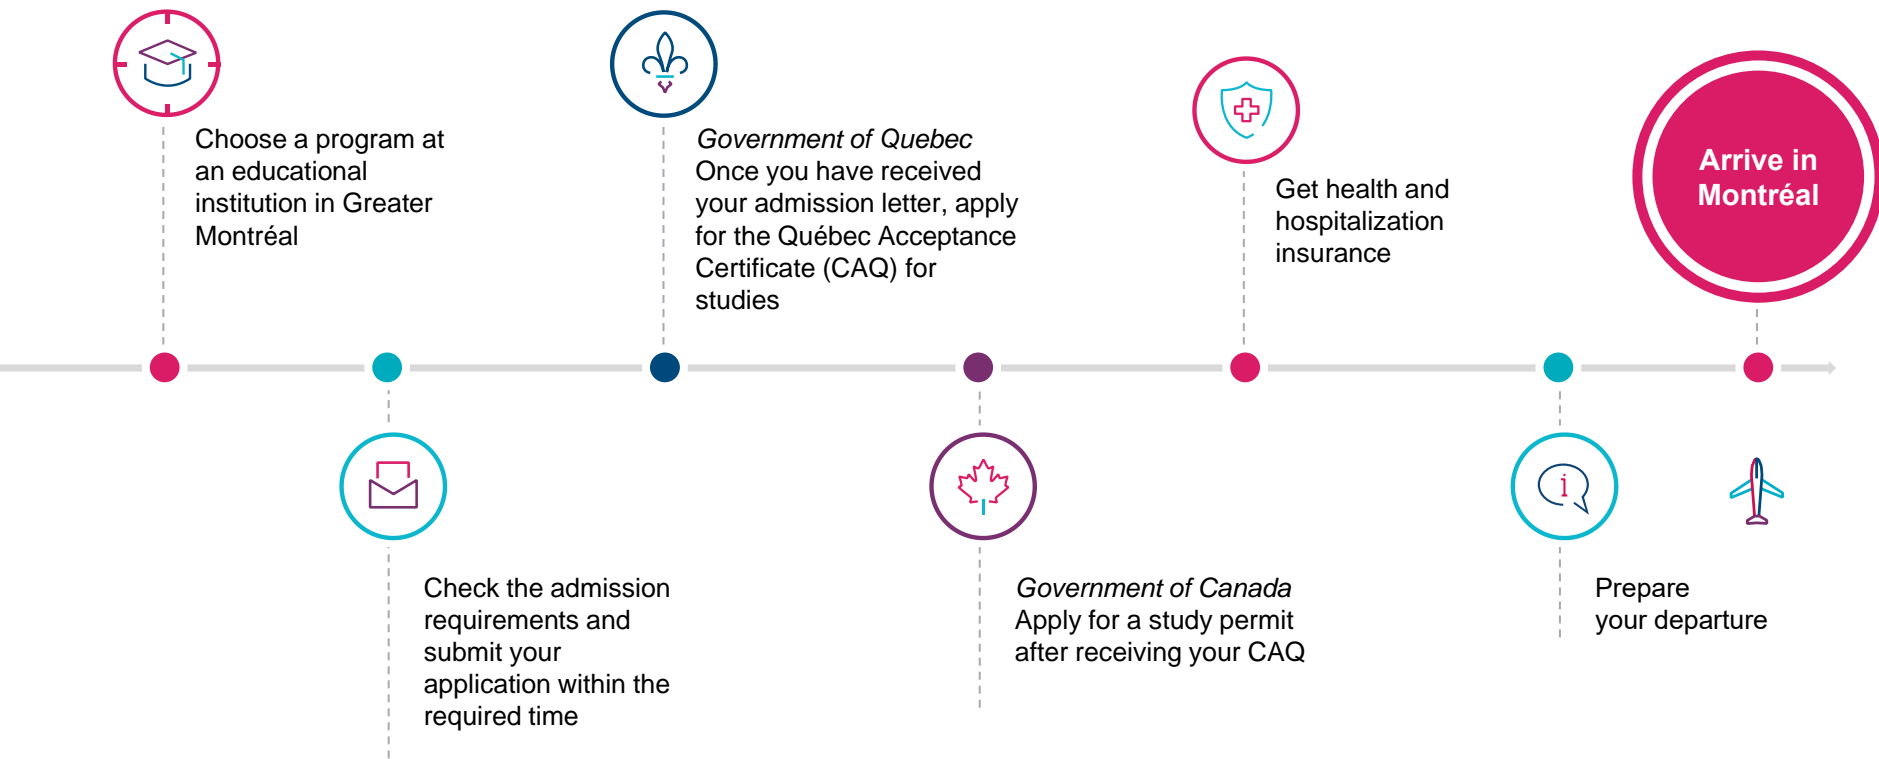 Choose a program at
an educational
institution in Greater
Montréal
Check the admission
requirements and
submit your
application within the
required time
Government of Quebec
Once you have received
your admission letter, apply
for the Québec Acceptance
Certificate (CAQ) for
studies
Government of Canada
Apply for a study permit
after receiving your CAQ
Get health and
hospitalization
insurance
i
Prepare
your departure
Arrive in
Montréal